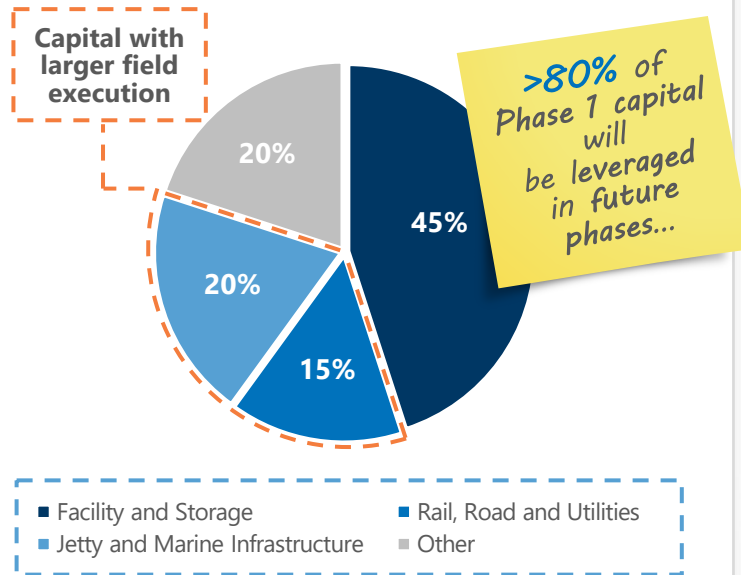 Capital with
larger field
execution
>80% of
Phase 1 capital
will
be leveraged
in future
phases...
20%
45%
20%
15%
Facility and Storage
Rail, Road and Utilities
Jetty and Marine Infrastructure
Other